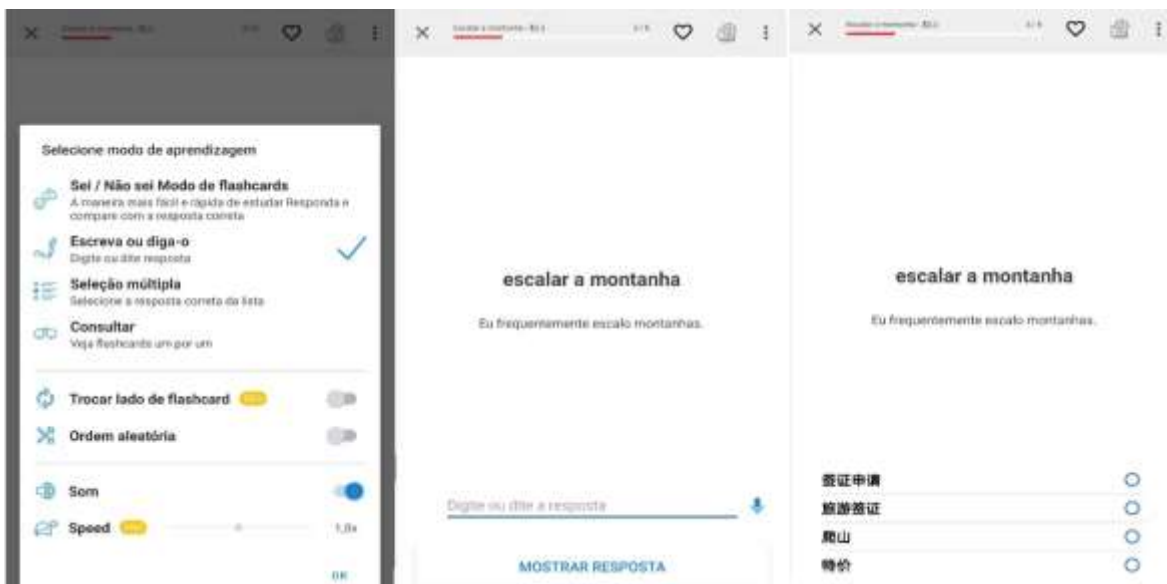 Selecione modo de aprendizagem
Sei / Não sei Modo de flashcards
A maneira mais fácil e rápida de estudar Responda e
compare com a resposta correta
Escreva ou diga-o
Digite ou dite resposta
Seleção múltipla
Selecione a resposta correta da lista
Consultar
Veja flashcards um por um
Trocar lado de flashcard
Ordem aleatória
Som
Speed
1,0x
OK
escalar a montanha
Eu frequentemente escalo montanhas.
Digite ou dite a resposta
MOSTRAR RESPOSTA
escalar a montanha
Eu frequentemente escalo montanhas.
签证申请
旅游签证
爬山
特价